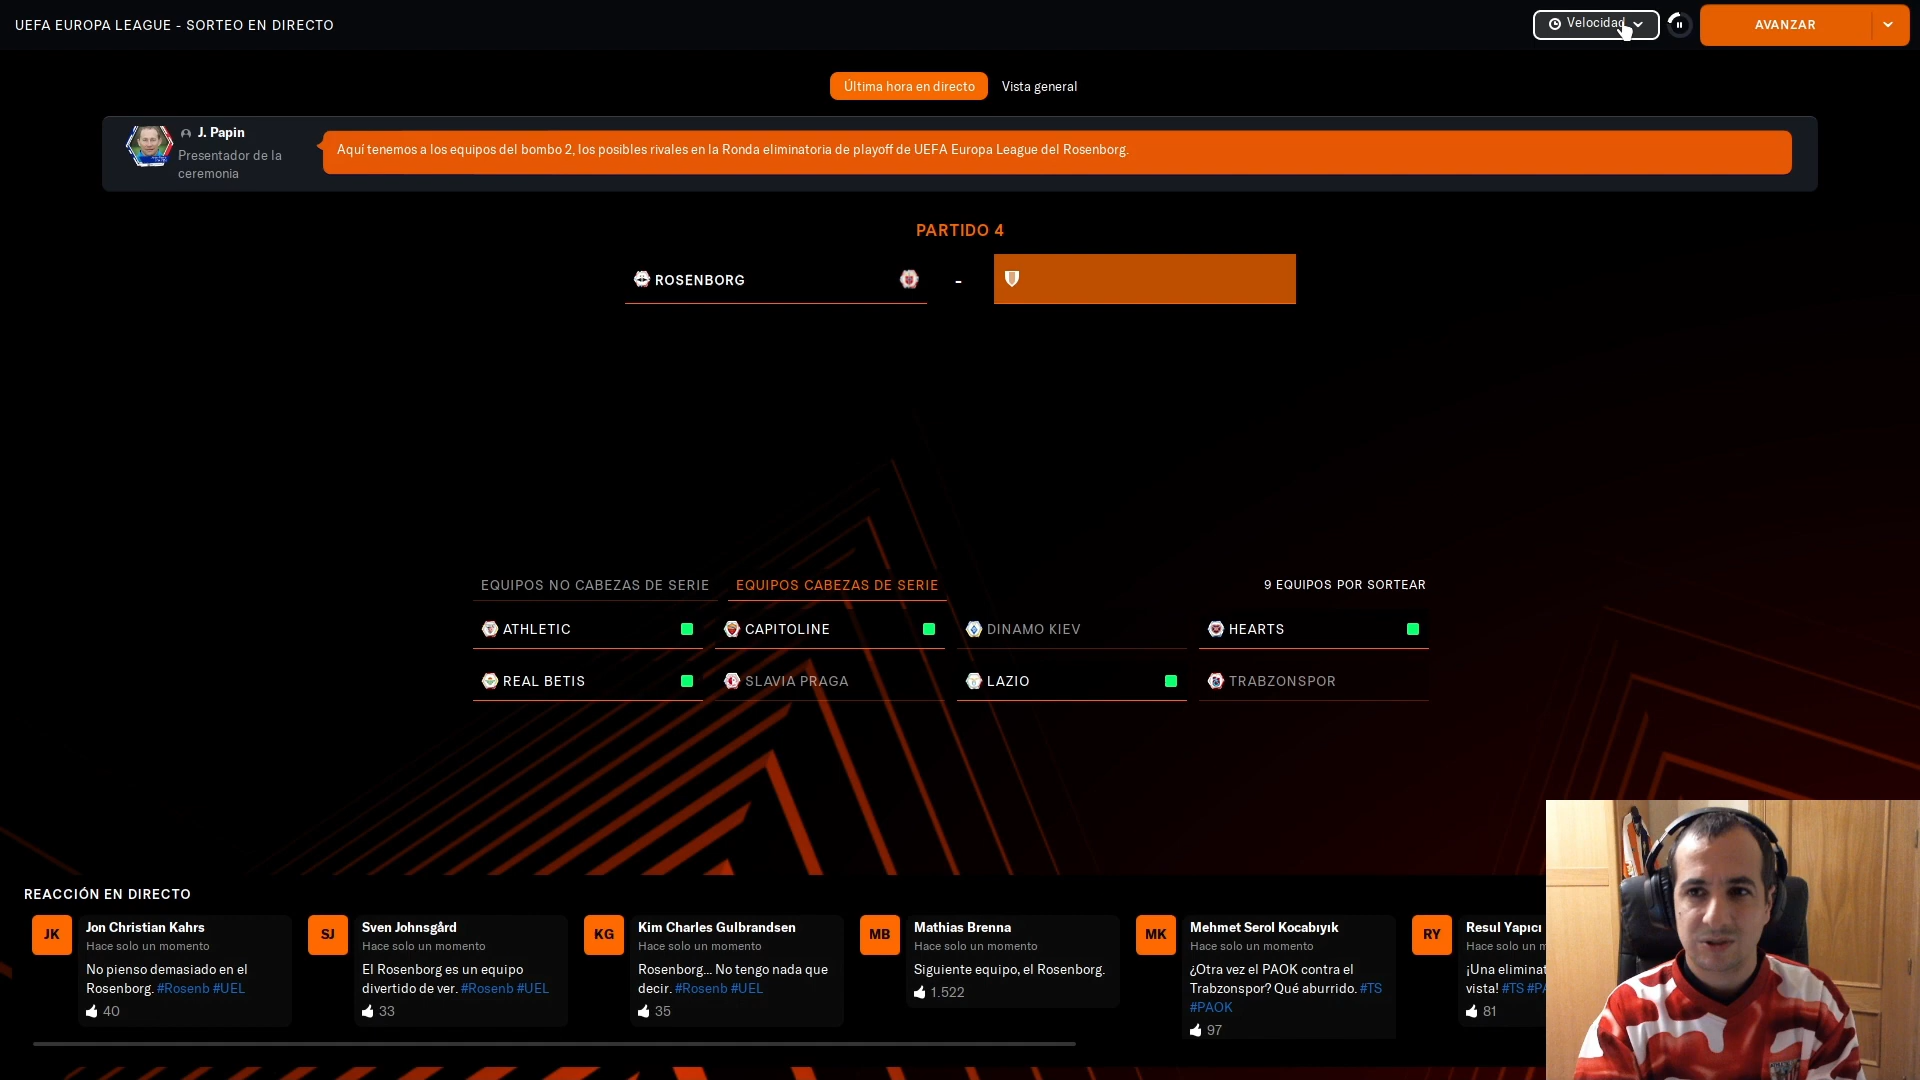 UEFA EUROPA LEAGUE - SORTEO EN DIRECTO
Velocidad
AVANZAR
Última hora en directo
Vista general
J. Papin
Presentador de la
ceremonia
Aquí tenemos a los equipos del bombo 2, los posibles rivales en la Ronda eliminatoria de playoff de UEFA Europa League del Rosenborg.
PARTIDO 4
ROSENBORG
-
EQUIPOS NO CABEZAS DE SERIE
EQUIPOS CABEZAS DE SERIE
9 EQUIPOS POR SORTEAR
ATHLETIC
CAPITOLINE
DINAMO KIEV
HEARTS
REAL BETIS
SLAVIA PRAGA
LAZIO
TRABZONSPOR
REACCIÓN EN DIRECTO
JK
Jon Christian Kahrs
Hace solo un momento
No pienso demasiado en el
Rosenborg. #Rosenb #UEL
40
SJ
Sven Johnsgård
Hace solo un momento
El Rosenborg es un equipo
divertido de ver. #Rosenb #UEL
33
KG
Kim Charles Gulbrandsen
Hace solo un momento
Rosenborg... No tengo nada que
decir. #Rosenb #UEL
35
MB
Mathias Brenna
Hace solo un momento
Siguiente equipo, el Rosenborg.
1.522
MK
Mehmet Serol Kocabıyık
Hace solo un momento
¿Otra vez el PAOK contra el
Trabzonspor? Qué aburrido. #TS
#PAOK
97
RY
Resul Yapıcı
Hace solo un m
¡Una eliminat
vista! #TS #PA
81